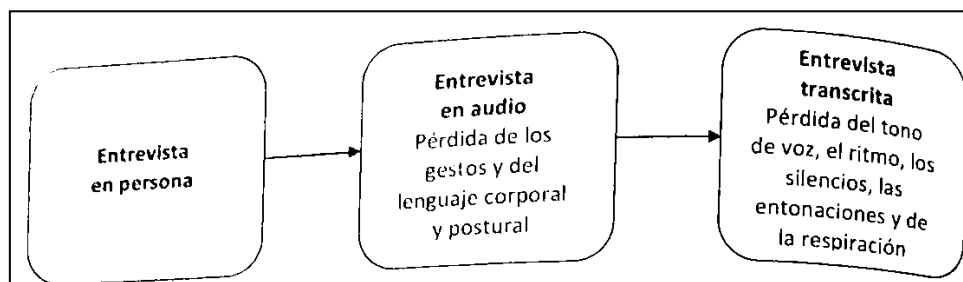 Entrevista
en persona
Entrevista
en audio
Pérdida de los
gestos y del
lenguaje corporal
y postural
Entrevista
transcrita
Pérdida del tono
de voz, el ritmo, los
silencios, las
entonaciones y de
la respiración